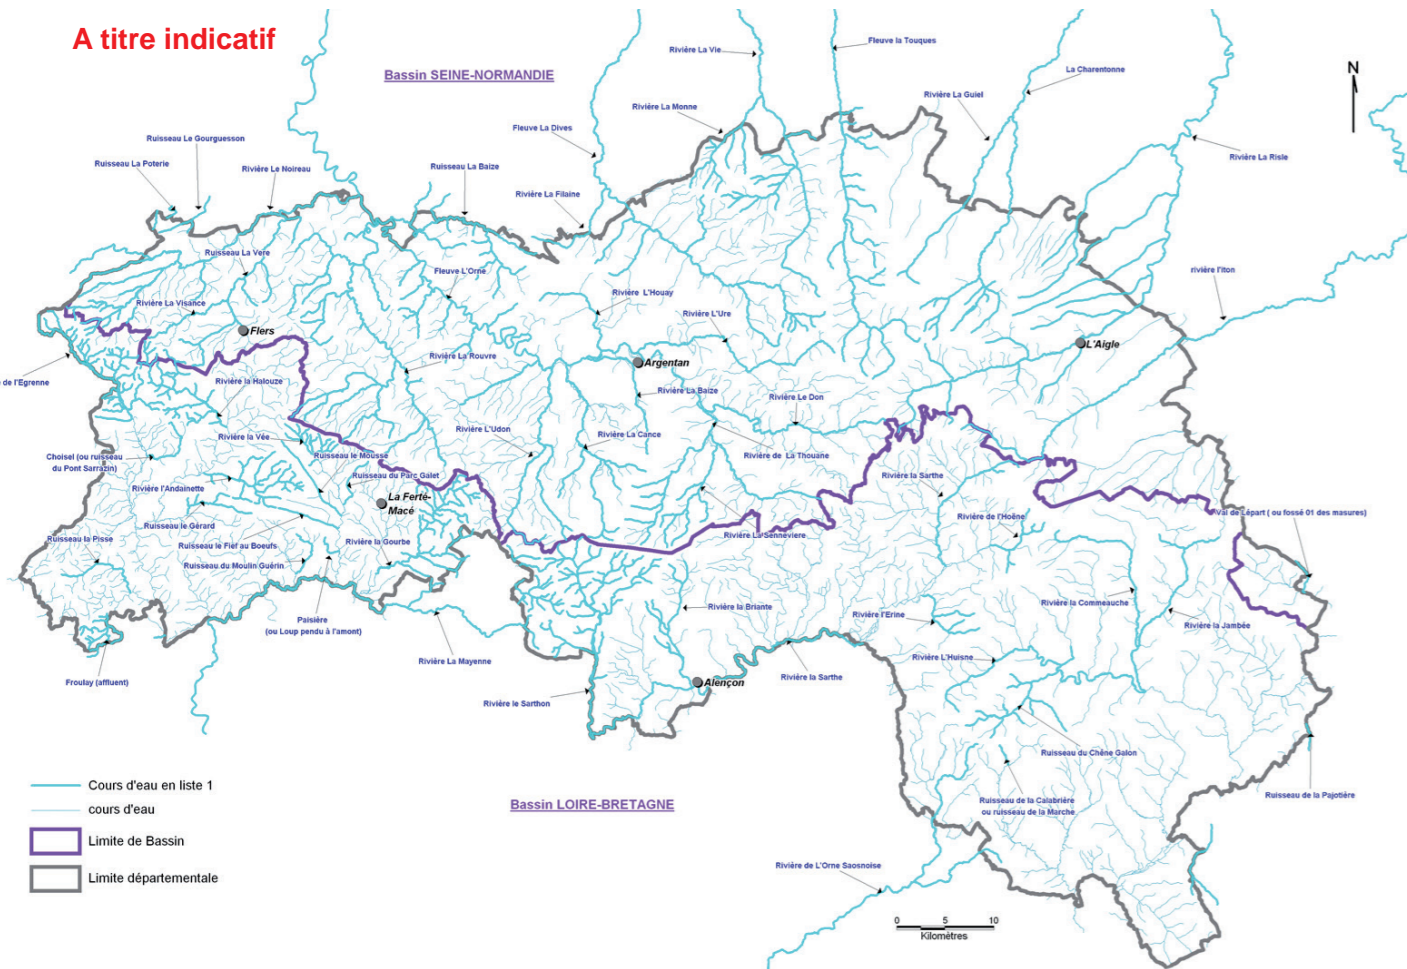 A titre indicatif
Bassin SEINE-NORMANDIE
Rivière La Vie
Fleuve la Touques
La Charentonne
N
Rivière La Guiel
Rivière La Monne
Fleuve La Dives
Ruisseau Le Gourguesson
Ruisseau La Poterie
Rivière Le Noireau
Ruisseau La Baize
Rivière La Risle
Rivière La Filaine
Ruisseau La Vere
Fleuve L'Orne
rivière l'iton
Rivière La Visance
Rivière L'Houay
Rivière L'Ure
Flers
L'Aigle
Rivière La Rouvre
Argentan
de l'Egrenne
Rivière la Halouze
Rivière La Baize
Rivière Le Don
Rivière L'Udon
Rivière La Cance
Rivière la Vée
Choisel (ou ruisseau
du Pont Sarrazin)
Ruisseau le Mousse
Rivière de La Thouane
Ruisseau du Parc Galet
Rivière la Sarthe
Rivière l'Andainette
La Ferté-
Macé
Val de Lépart ( ou fossé 01 des masures)
Rivière de l'Hoëne
Ruisseau le Gérard
Rivière La Senneviere
Ruisseau la Pisse
Ruisseau le Fief au Boeufs
Rivière la Gourbe
Ruisseau du Moulin Guérin
Rivière la Commeauche
Rivière la Briante
Rivière l'Erine
Paisière
(ou Loup pendu à l'amont)
Rivière la Jambée
Rivière La Mayenne
Rivière L'Huisne
Froulay (affluent)
Alençon
Rivière la Sarthe
Rivière le Sarthon
Ruisseau du Chêne Galon
Cours d'eau en liste 1
Bassin LOIRE-BRETAGNE
Ruisseau de la Calabrière
ou ruisseau de la Marche
Ruisseau de la Pajotière
cours d'eau
Limite de Bassin
Limite départementale
Rivière de L'Orne Saosnoise
0 5 10
Kilomètres